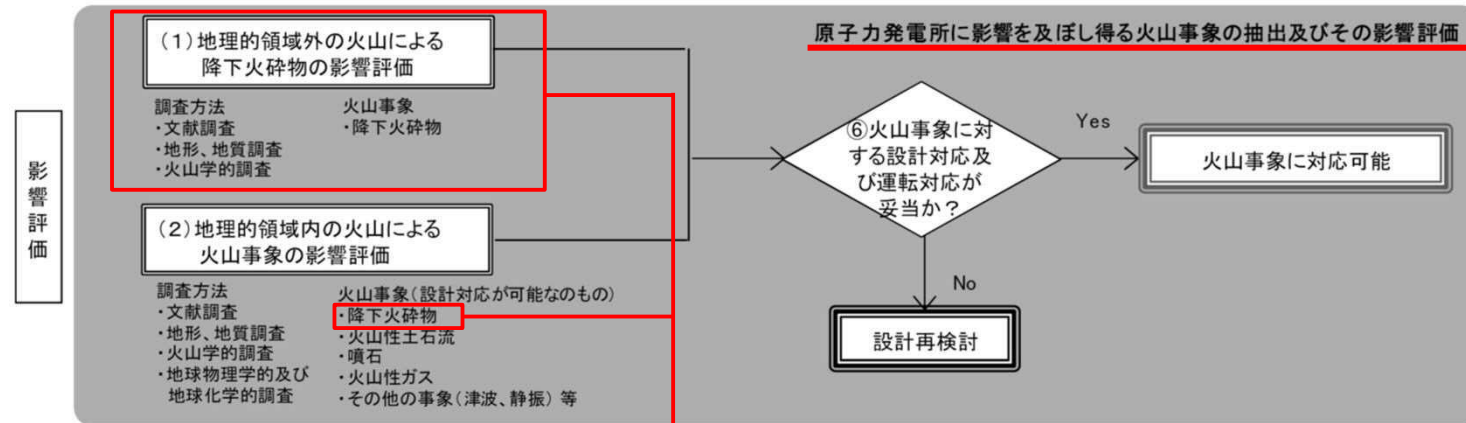 原子力発電所に影響を及ぼし得る火山事象の抽出及びその影響評価
影響評価
(1)地理的領域外の火山による
降下火砕物の影響評価
調査方法
・文献調査
・地形、地質調査
・火山学的調査
火山事象
・降下火砕物
(2)地理的領域内の火山による
火山事象の影響評価
調査方法
・文献調査
・地形、地質調査
・火山学的調査
・地球物理学的及び
地球化学的調査
火山事象(設計対応が可能なのもの)
・降下火砕物
・火山性土石流
・噴石
・火山性ガス
・その他の事象(津波、静振) 等
⑥火山事象に対
する設計対応及
び運転対応が
妥当か?
Yes
火山事象に対応可能
No
設計再検討